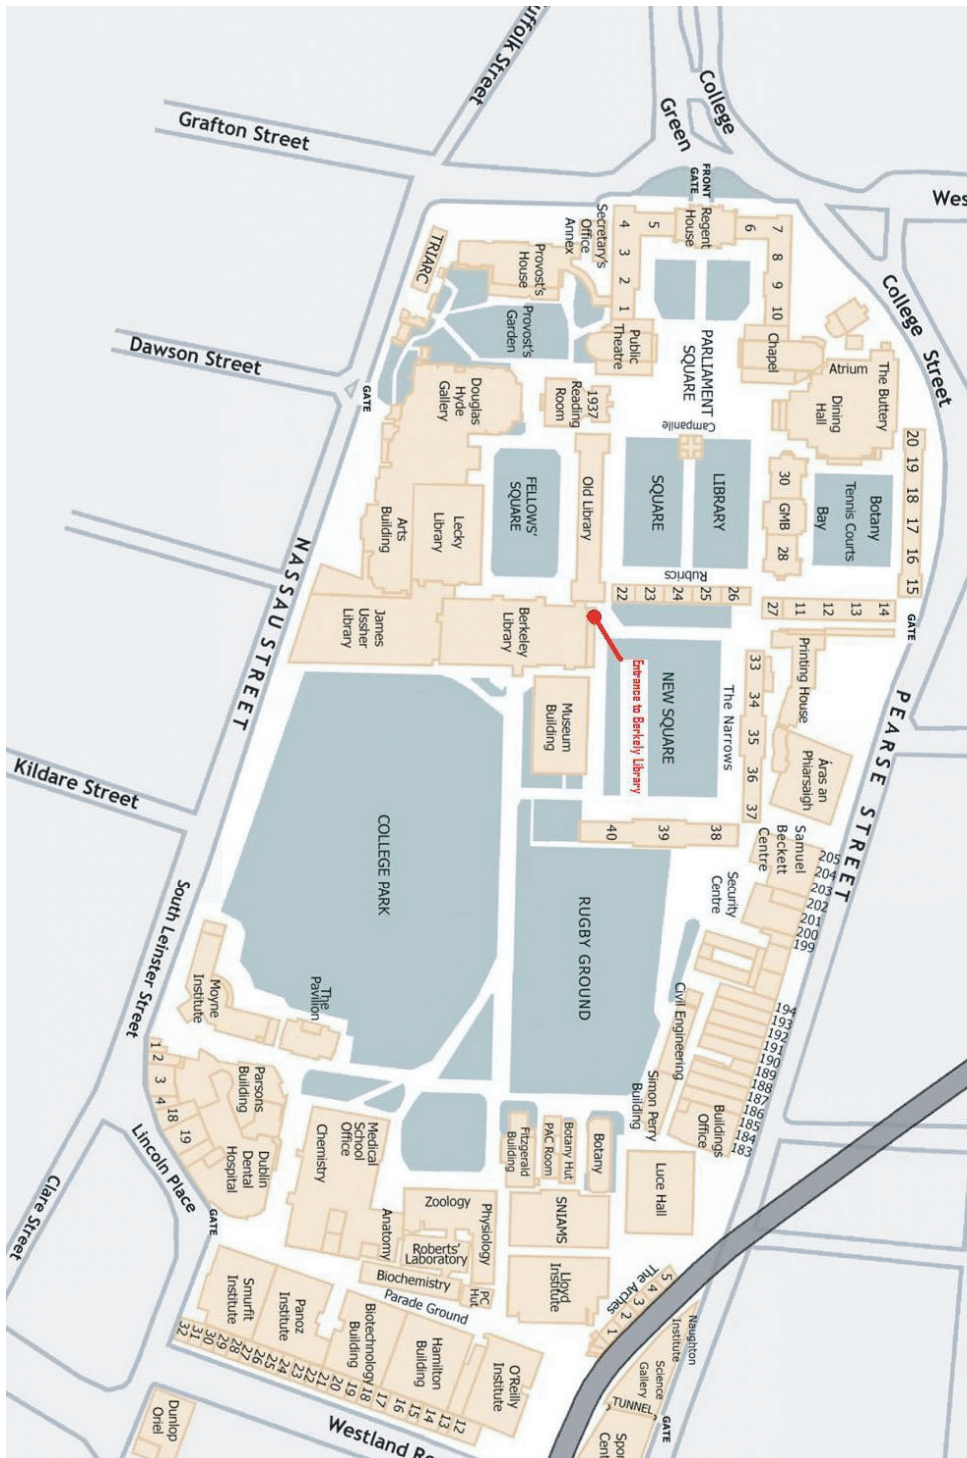 Suffolk Street
Grafton Street
College
Green
College Street
Dawson Street
NASSAU STREET
Kildare Street
South Leinster Street
Clare Street
Lincoln Place
PEARSE STREET
FRONT
GATE
Regent
House
5
4
3
2
1
6
7
8
9
10
Secretary's
Office
Annex
TRIARC
Provost's
House
Provost's
Garden
Public
Theatre
PARLIAMENT
SQUARE
Chapel
Atrium
The Buttery
Dining
Hall
GATE
Douglas
Hyde
Gallery
1937
Reading
Room
Campanile
LIBRARY
SQUARE
Old Library
FELLOWS'
SQUARE
Lecky
Library
Arts
Building
30
GMB
28
Botany
Tennis Courts
Bay
20
19
18
17
16
15
GATE
Rubrics
22
23
24
25
26
27
11
12
13
14
James
Ussher
Library
Berkeley
Library
Entrance to Berkely Library
Museum
Building
NEW SQUARE
The Narrows
33
34
35
36
37
Printing House
Áras an
Phiarsaigh
38
39
40
Samuel
Beckett
Centre
Security
Centre
205
204
203
202
201
200
199
COLLEGE PARK
RUGBY GROUND
Civil Engineering
Simon Perry
Building
194
193
192
191
190
189
188
187
186
185
184
183
Buildings
Office
Moyne
Institute
The
Pavilion
1
2
3
4
18
19
Parsons
Building
Dublin
Dental
Hospital
GATE
Medical
School
Office
Chemistry
Fitzgerald
Building
PAC Room
Botany Hut
Botany
Luce Hall
Zoology
Physiology
Anatomy
Roberts'
Laboratory
Biochemistry
PC
Hut
SNIAMS
Lloyd
Institute
Parade Ground
The Arches
5
4
3
2
1
Smurfit
Institute
Panoz
Institute
Biotechnology
Building
Hamilton
Building
O'Reilly
Institute
32
31
30
29
28
27
26
25
24
23
22
21
20
19
18
17
16
15
14
13
12
Naughton
Institute
Science
Gallery
TUNNEL
GATE
Dunlop
Oriel